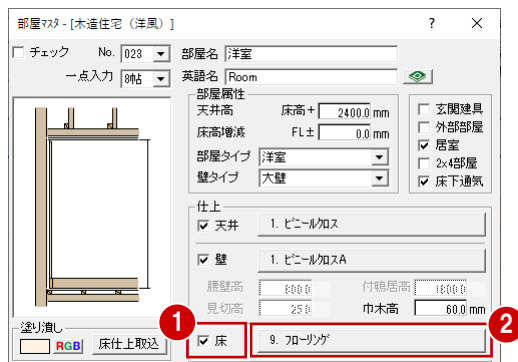 部屋ﾏｽﾀ - [木造住宅（洋風）]
? ×
チェック No. 023
一点入力 8帖
部屋名 洋室
英語名 Room
部屋属性
天井高 床高+ 2400.0 mm
床高増減 FL± 0.0 mm
部屋タイプ 洋室
壁タイプ 大壁
玄関建具
外部部屋
居室
2x4部屋
床下通気
仕上
天井 1. ﾋﾞﾆｰﾙｸﾛｽ
壁 1. ﾋﾞﾆｰﾙｸﾛｽA
腰壁高 800.0 付鴨居高 1800.0
見切高 25.0 巾木高 60.0 mm
塗り潰し
RGB 床仕上取込
1 床 9. ﾌﾛｰﾘﾝｸﾞ 2